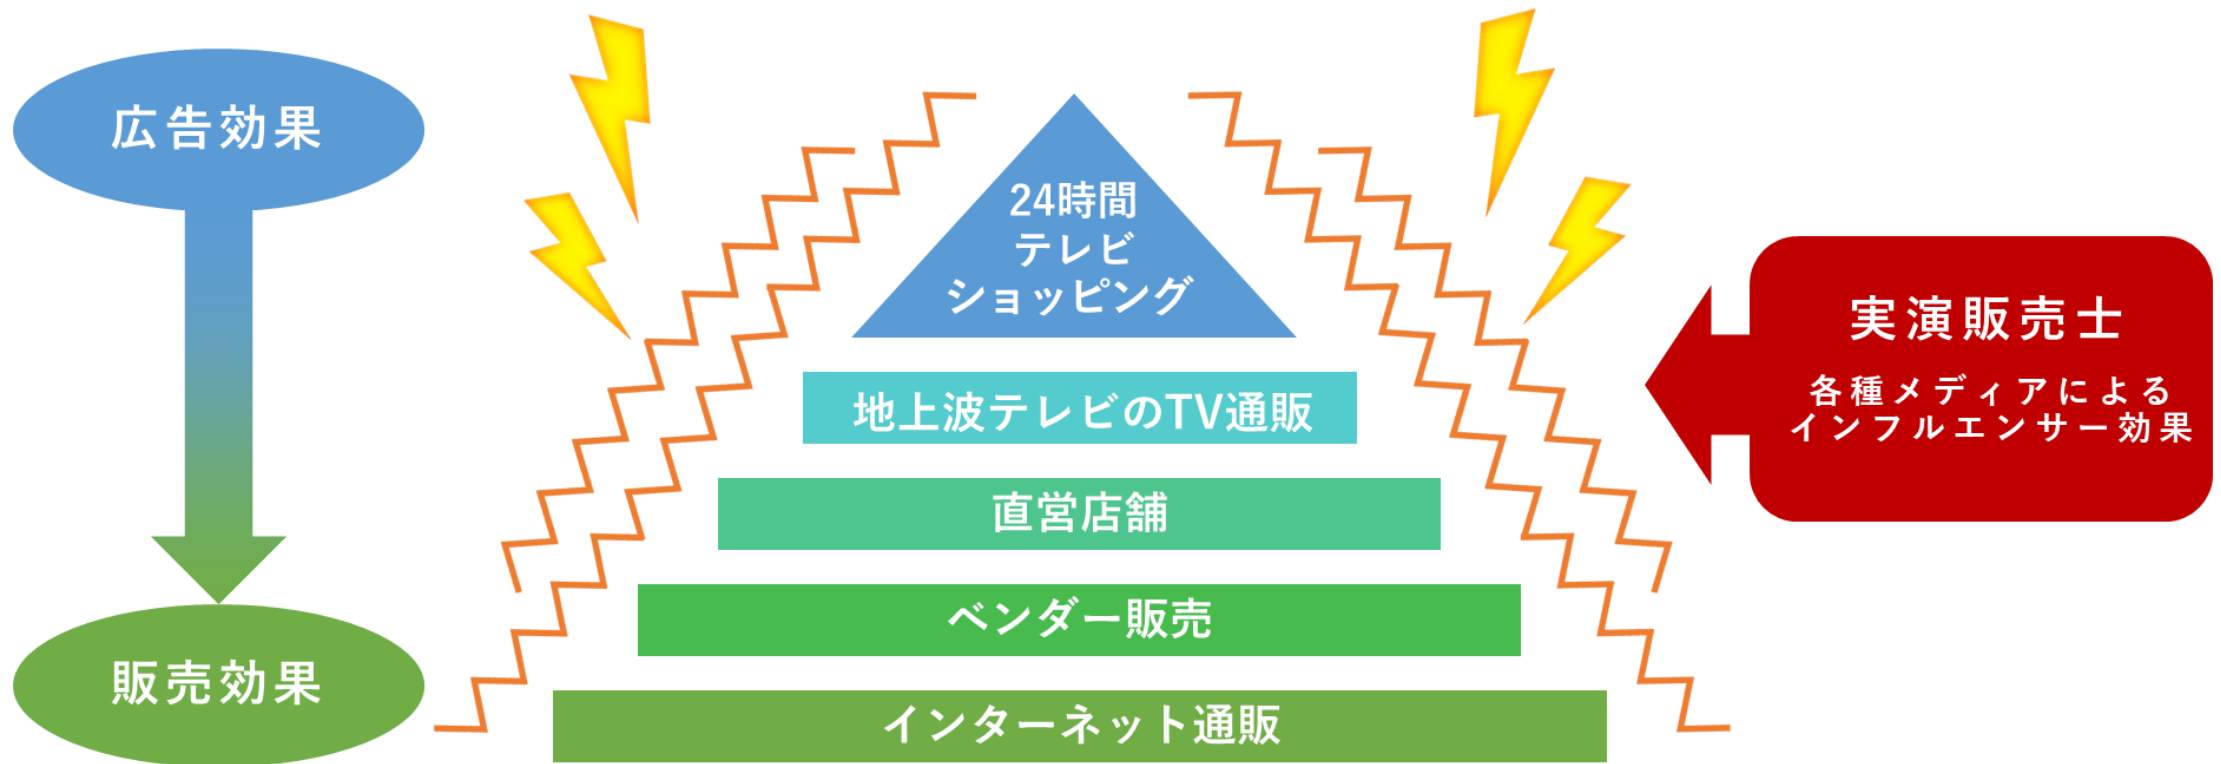 広告効果
24時間
テレビ
ショッピング
地上波テレビのTV通販
直営店舗
ベンダー販売
インターネット通販
販売効果
実演販売士
各種メディアによる
インフルエンサー効果